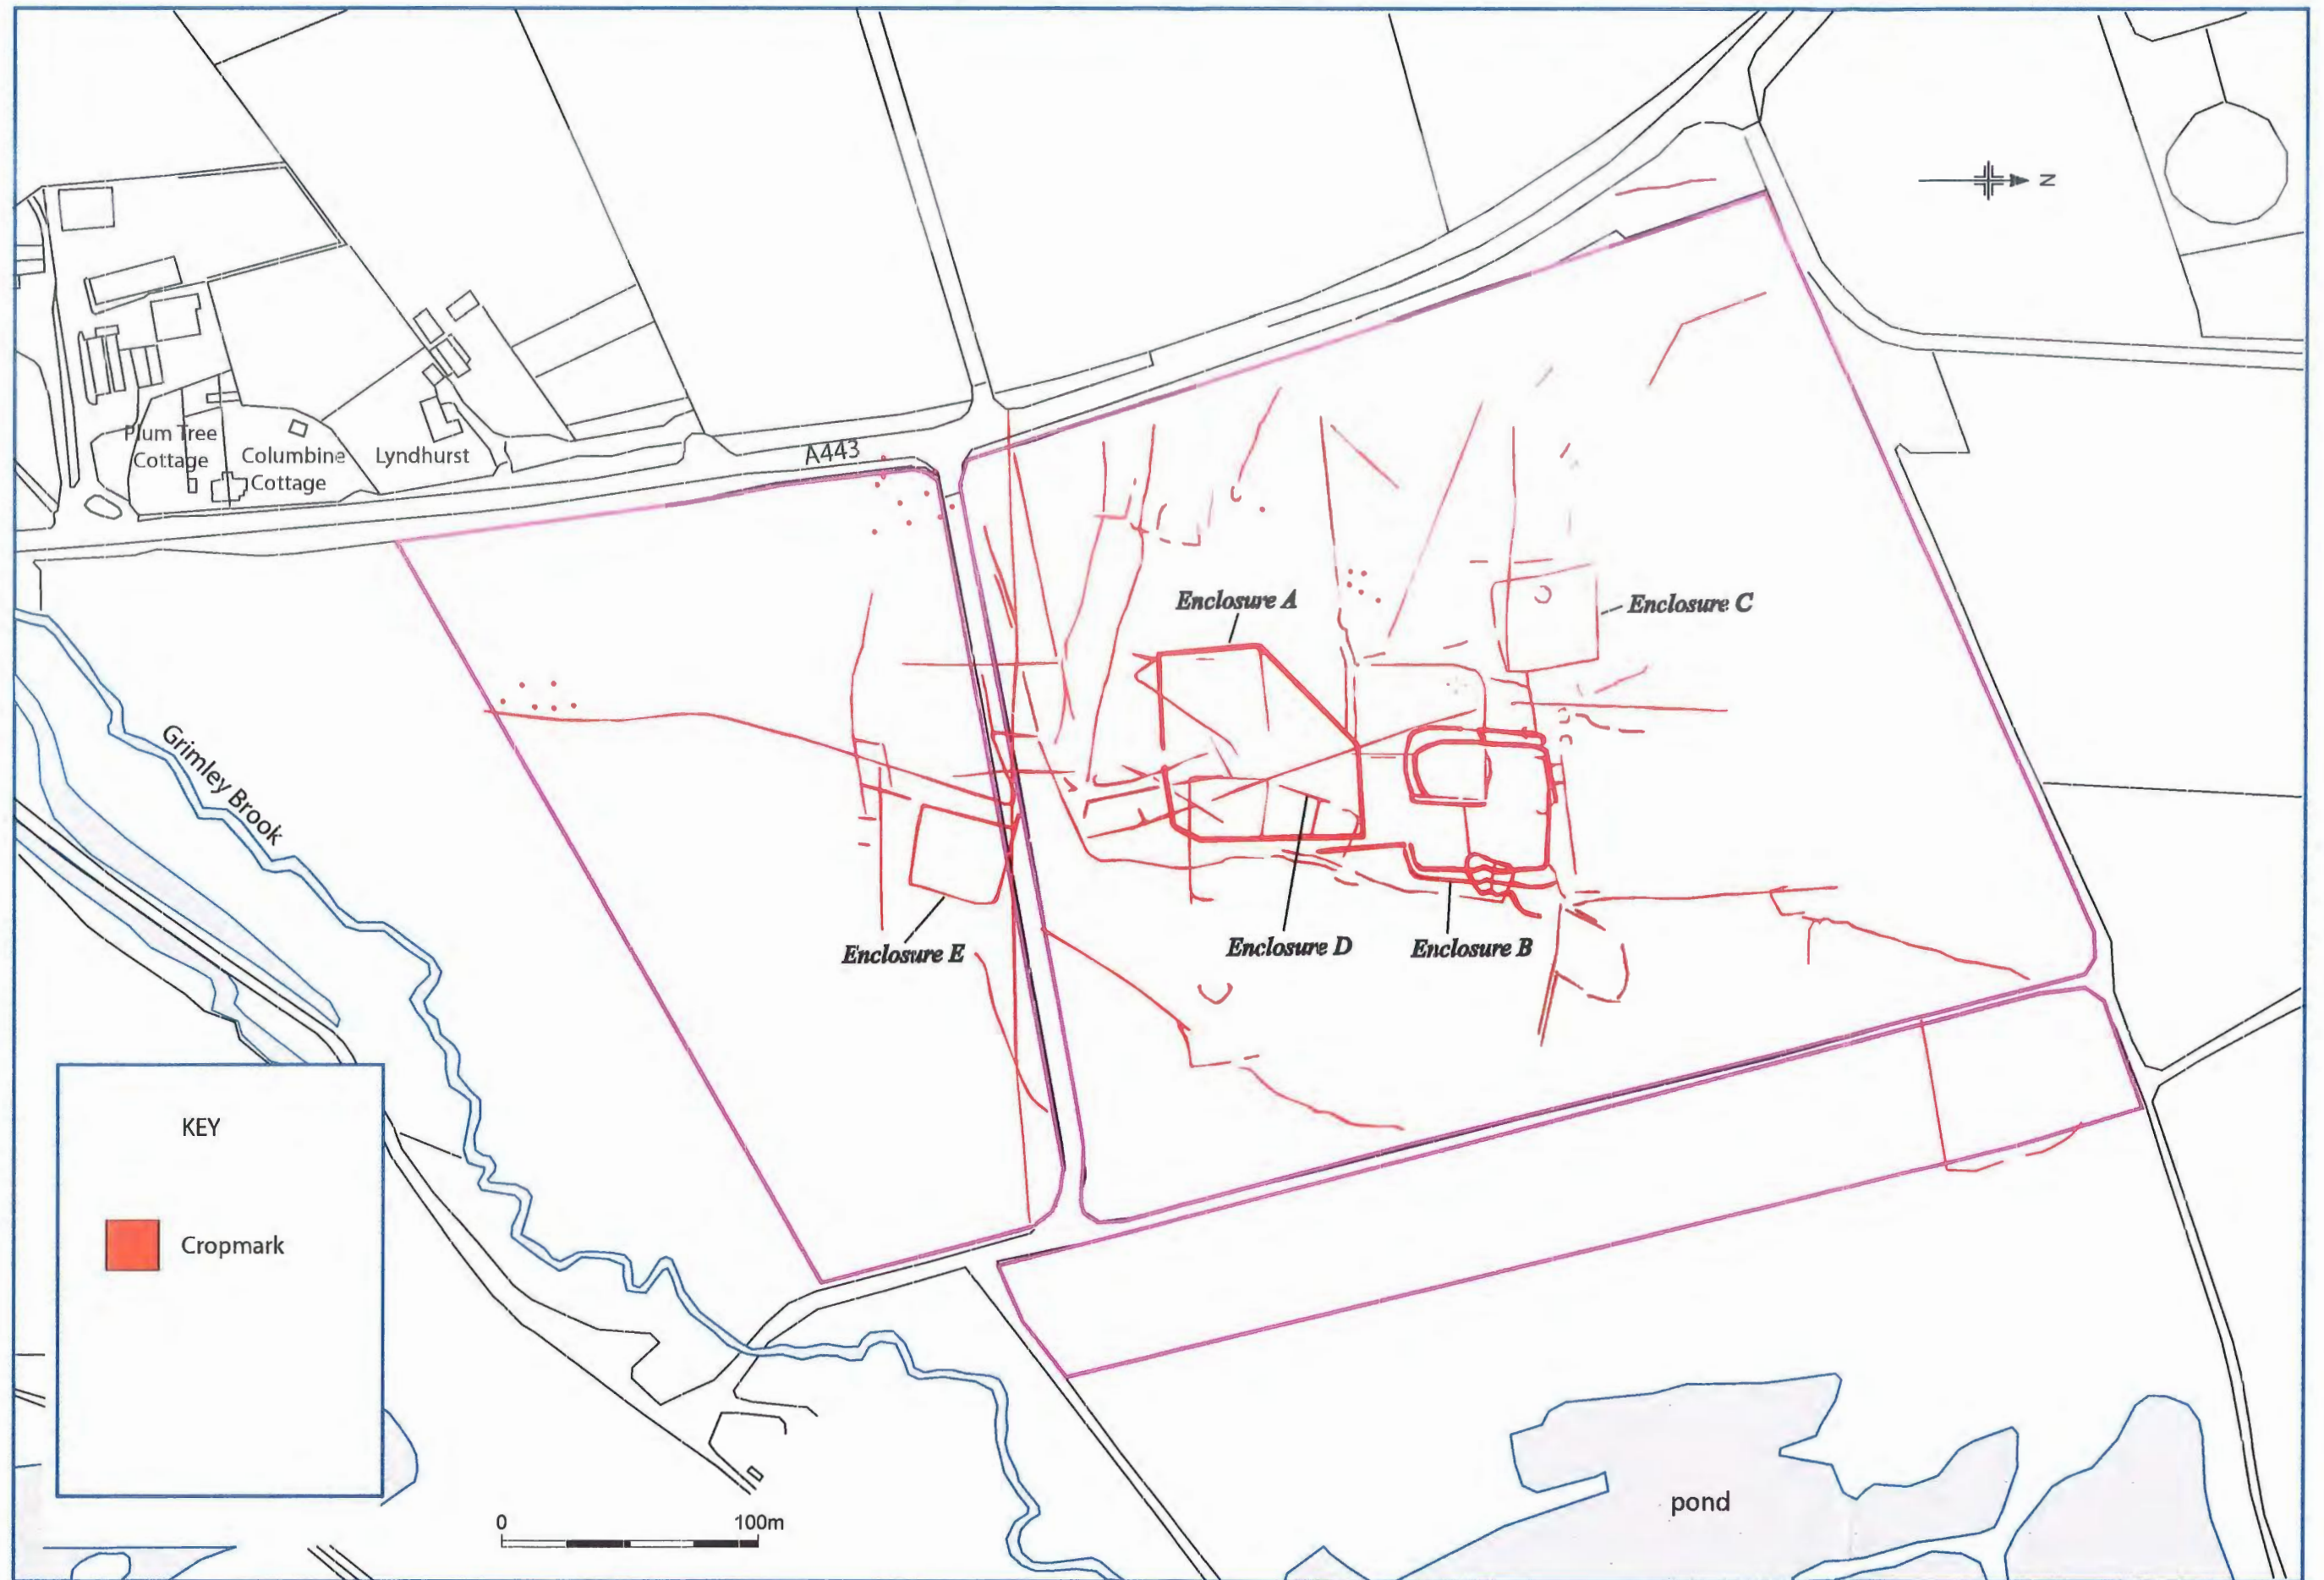 N
Plum Tree
Cottage
Columbine
Cottage
Lyndhurst
A443
Enclosure A
Enclosure C
Grimley Brook
Enclosure E
Enclosure D
Enclosure B
KEY
Cropmark
0 100m
pond